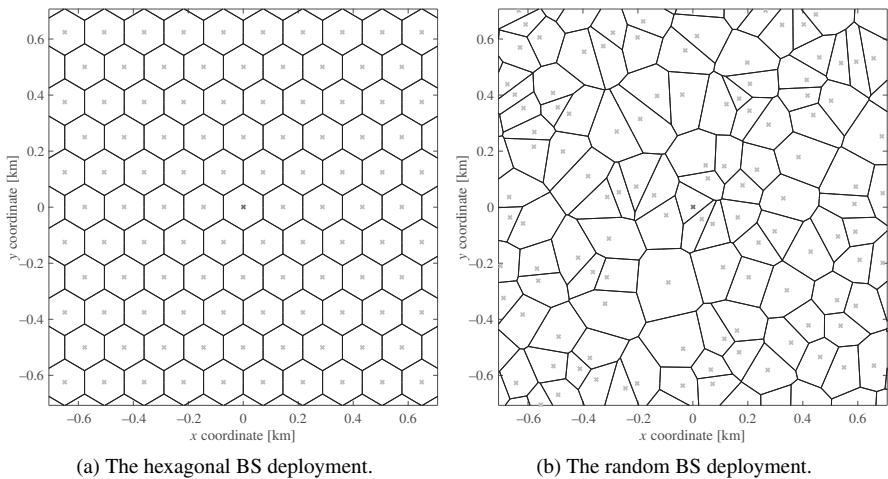 0.6
0.4
0.2
0
−0.2
−0.4
−0.6
y coordinate [km]
−0.6 −0.4 −0.2 0 0.2 0.4 0.6
x coordinate [km]
(a) The hexagonal BS deployment.
0.6
0.4
0.2
0
−0.2
−0.4
−0.6
y coordinate [km]
−0.6 −0.4 −0.2 0 0.2 0.4 0.6
x coordinate [km]
(b) The random BS deployment.